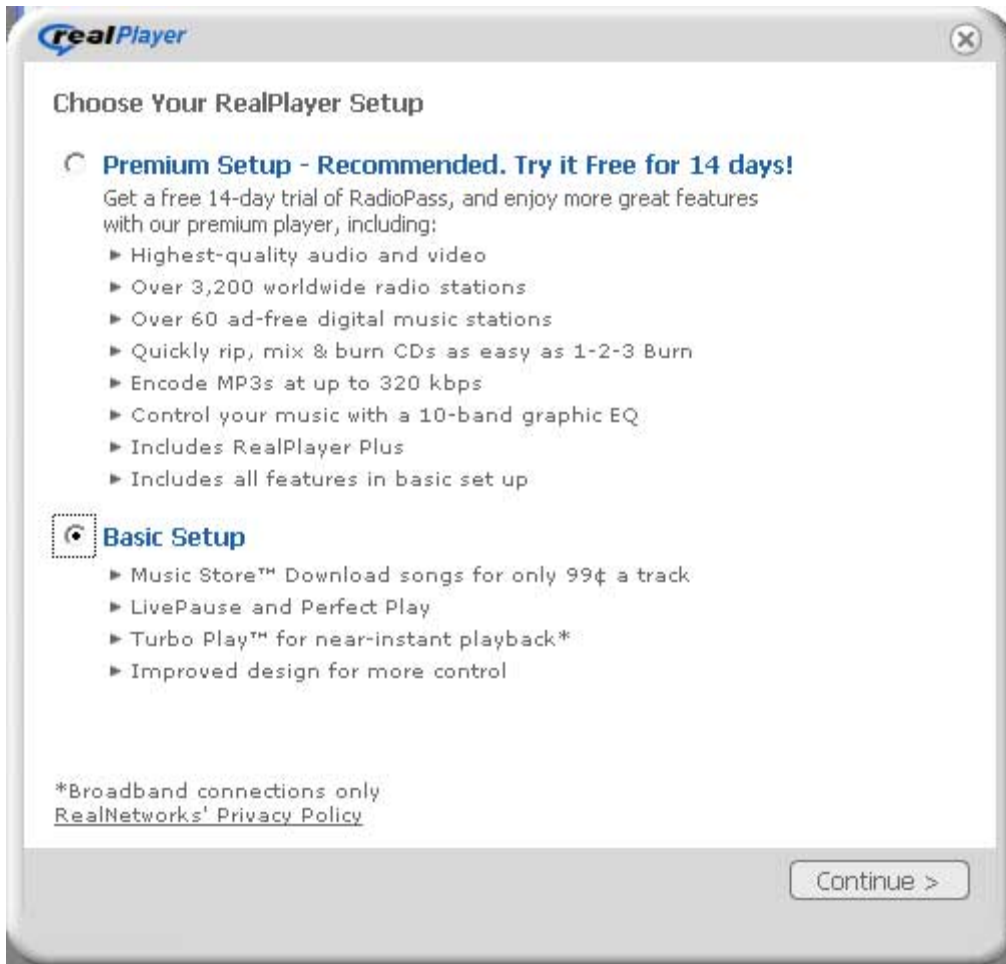 realPlayer
Choose Your RealPlayer Setup
Premium Setup - Recommended. Try it Free for 14 days!
Get a free 14-day trial of RadioPass, and enjoy more great features
with our premium player, including:
Highest-quality audio and video
Over 3,200 worldwide radio stations
Over 60 ad-free digital music stations
Quickly rip, mix & burn CDs as easy as 1-2-3 Burn
Encode MP3s at up to 320 kbps
Control your music with a 10-band graphic EQ
Includes RealPlayer Plus
Includes all features in basic set up
Basic Setup
Music Store™ Download songs for only 99¢ a track
LivePause and Perfect Play
Turbo Play™ for near-instant playback*
Improved design for more control
*Broadband connections only
RealNetworks' Privacy Policy
Continue >